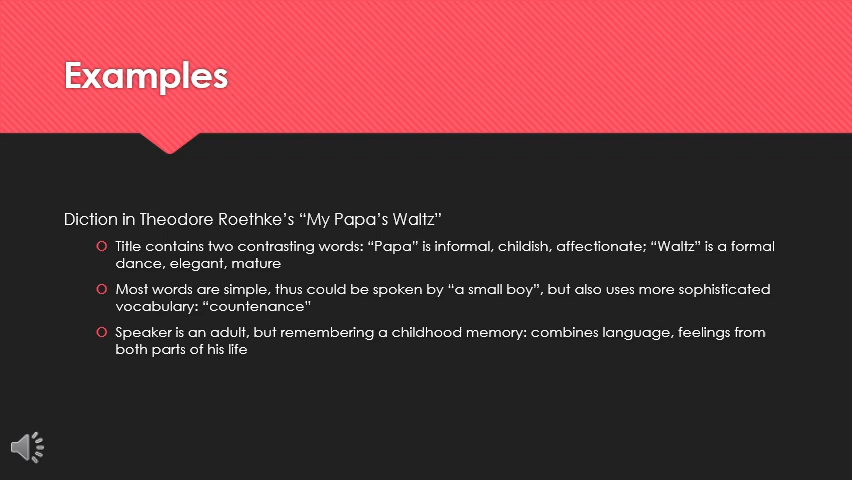 Examples
Diction in Theodore Roethke’s “My Papa’s Waltz”
O Title contains two contrasting words: “Papa” is informal, childish, affectionate; “Waltz” is a formal
dance, elegant, mature
O Most words are simple, thus could be spoken by “a small boy”, but also uses more sophisticated
vocabulary: “countenance”
O Speaker is an adult, but remembering a childhood memory: combines language, feelings from
both parts of his life